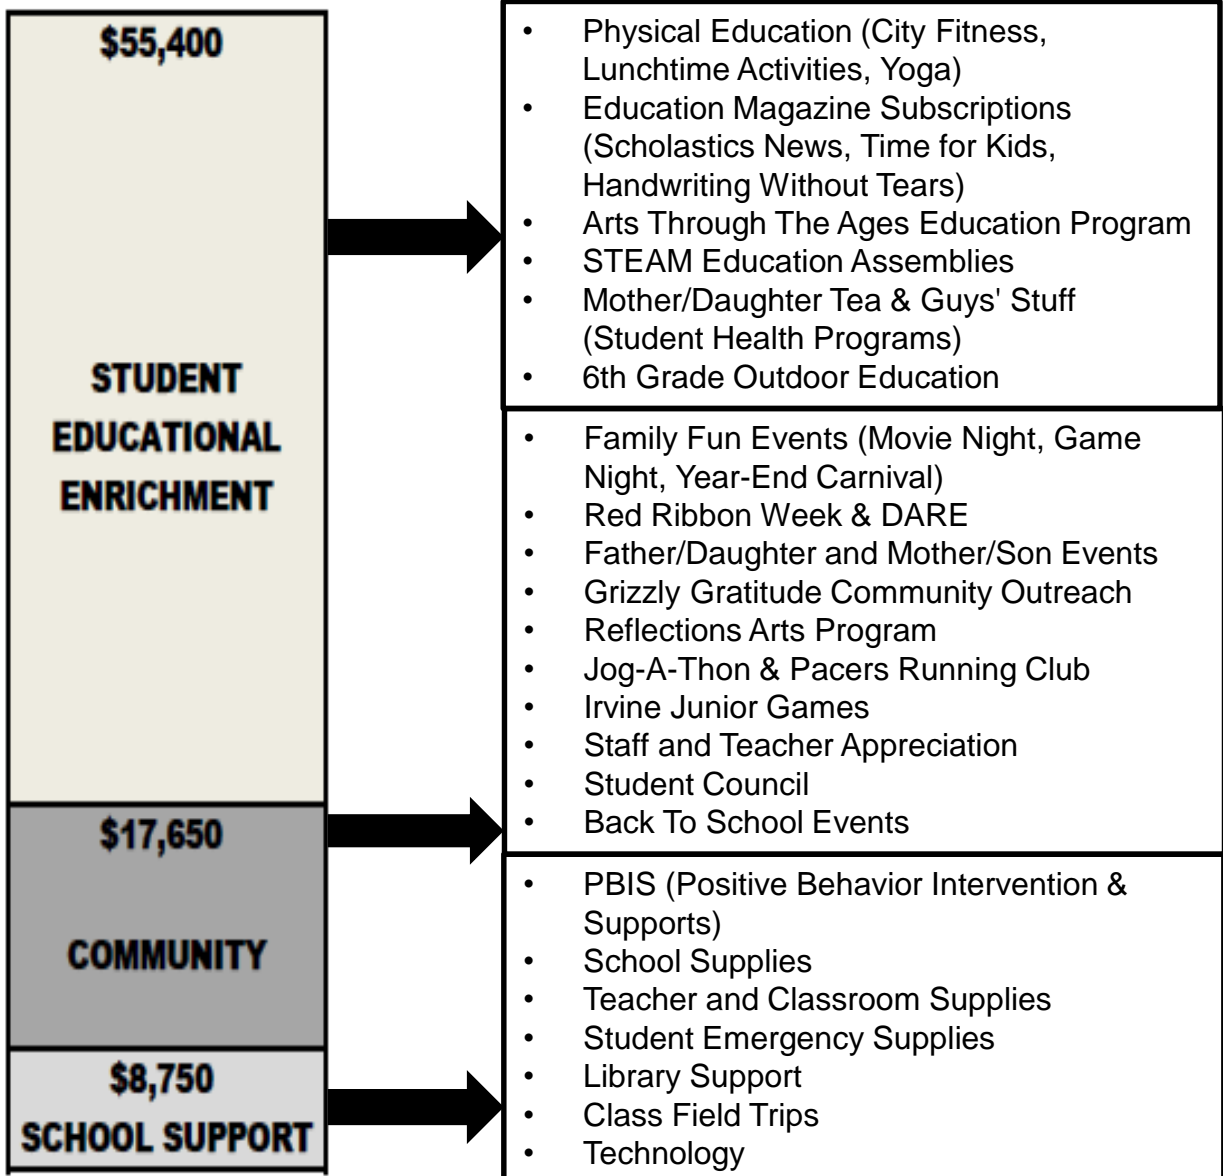 $55,400
STUDENT
EDUCATIONAL
ENRICHMENT
• Physical Education (City Fitness,
Lunchtime Activities, Yoga)
• Education Magazine Subscriptions
(Scholastics News, Time for Kids,
Handwriting Without Tears)
• Arts Through The Ages Education Program
• STEAM Education Assemblies
• Mother/Daughter Tea & Guys' Stuff
(Student Health Programs)
• 6th Grade Outdoor Education
$17,650
COMMUNITY
• Family Fun Events (Movie Night, Game
Night, Year-End Carnival)
• Red Ribbon Week & DARE
• Father/Daughter and Mother/Son Events
• Grizzly Gratitude Community Outreach
• Reflections Arts Program
• Jog-A-Thon & Pacers Running Club
• Irvine Junior Games
• Staff and Teacher Appreciation
• Student Council
• Back To School Events
$8,750
SCHOOL SUPPORT
• PBIS (Positive Behavior Intervention &
Supports)
• School Supplies
• Teacher and Classroom Supplies
• Student Emergency Supplies
• Library Support
• Class Field Trips
• Technology